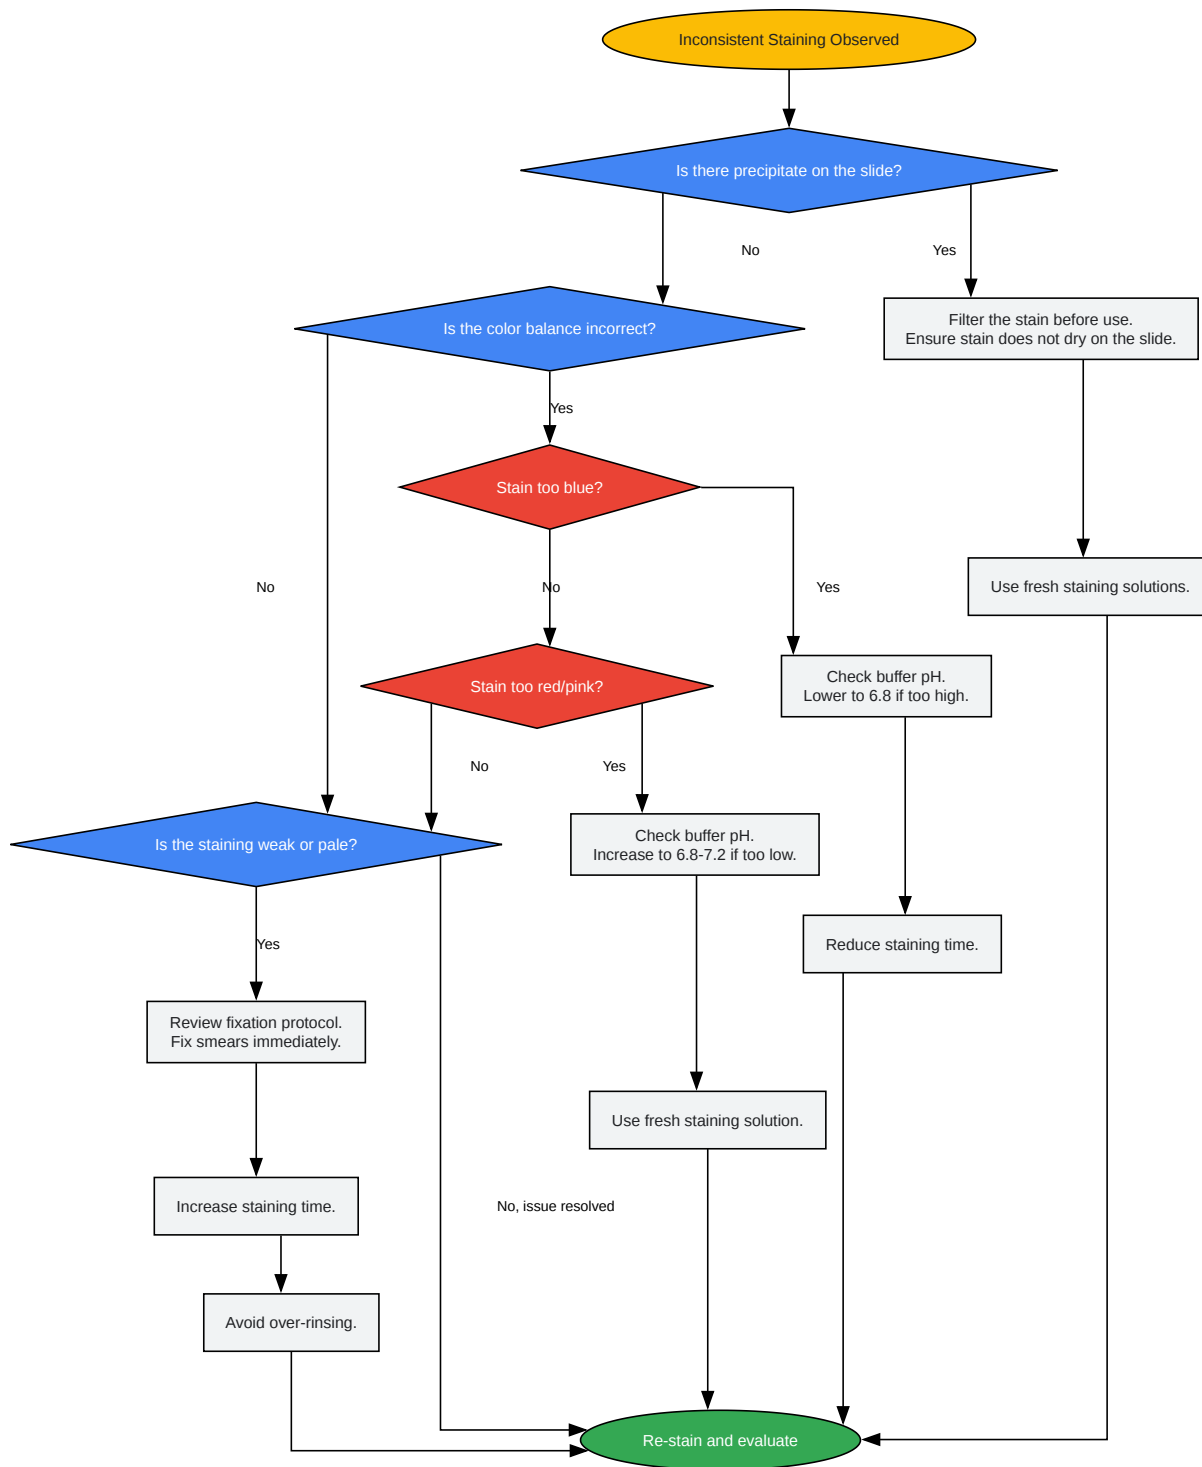 Inconsistent Staining Observed
Is there precipitate on the slide?
No
Yes
Is the color balance incorrect?
Filter the stain before use.
Ensure stain does not dry on the slide.
Yes
Stain too blue?
No
No
Yes
Use fresh staining solutions.
Stain too red/pink?
Check buffer pH.
Lower to 6.8 if too high.
No
Yes
Is the staining weak or pale?
Check buffer pH.
Increase to 6.8-7.2 if too low.
Yes
Reduce staining time.
Review fixation protocol.
Fix smears immediately.
Use fresh staining solution.
Increase staining time.
No, issue resolved
Avoid over-rinsing.
Re-stain and evaluate